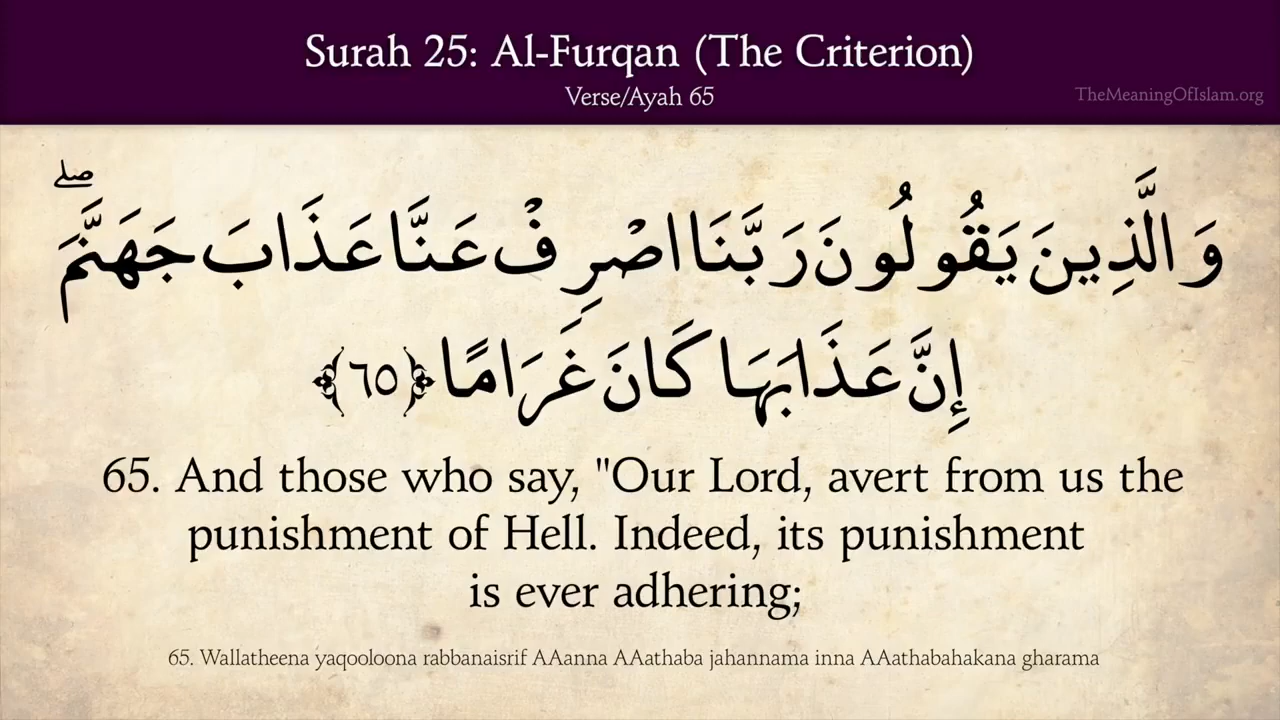 Surah 25: Al-Furqan (The Criterion)
Verse/Ayah 65
TheMeaningOfIslam.org
وَالَّذِينَ يَقُولُونَ رَبَّنَا اصْرِفْ عَنَّا عَذَابَ جَهَنَّمَ ۖ
إِنَّ عَذَابَهَا كَانَ غَرَامًا ﴿٦٥﴾
65. And those who say, "Our Lord, avert from us the
punishment of Hell. Indeed, its punishment
is ever adhering;
65. Wallatheena yaqooloona rabbanaisrif AAanna AAathaba jahannama inna AAathabahakana gharama